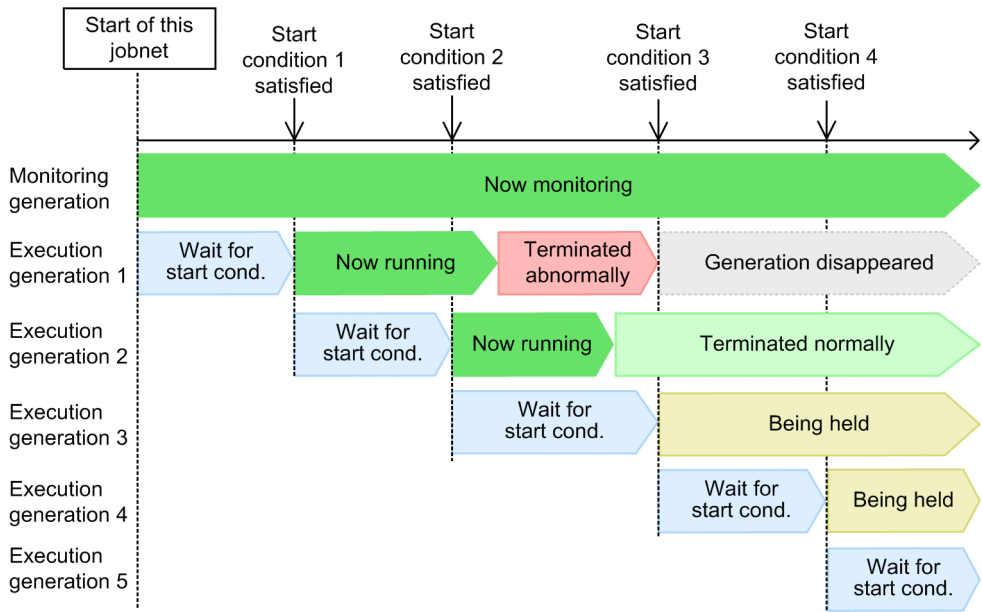 Start of this
jobnet
Start
condition 1
satisfied
Start
condition 2
satisfied
Start
condition 3
satisfied
Start
condition 4
satisfied
Monitoring
generation
Now monitoring
Execution
generation 1
Wait for
start cond.
Now running
Terminated
abnormally
Generation disappeared
Execution
generation 2
Wait for
start cond.
Now running
Terminated normally
Execution
generation 3
Wait for
start cond.
Being held
Execution
generation 4
Wait for
start cond.
Being held
Execution
generation 5
Wait for
start cond.